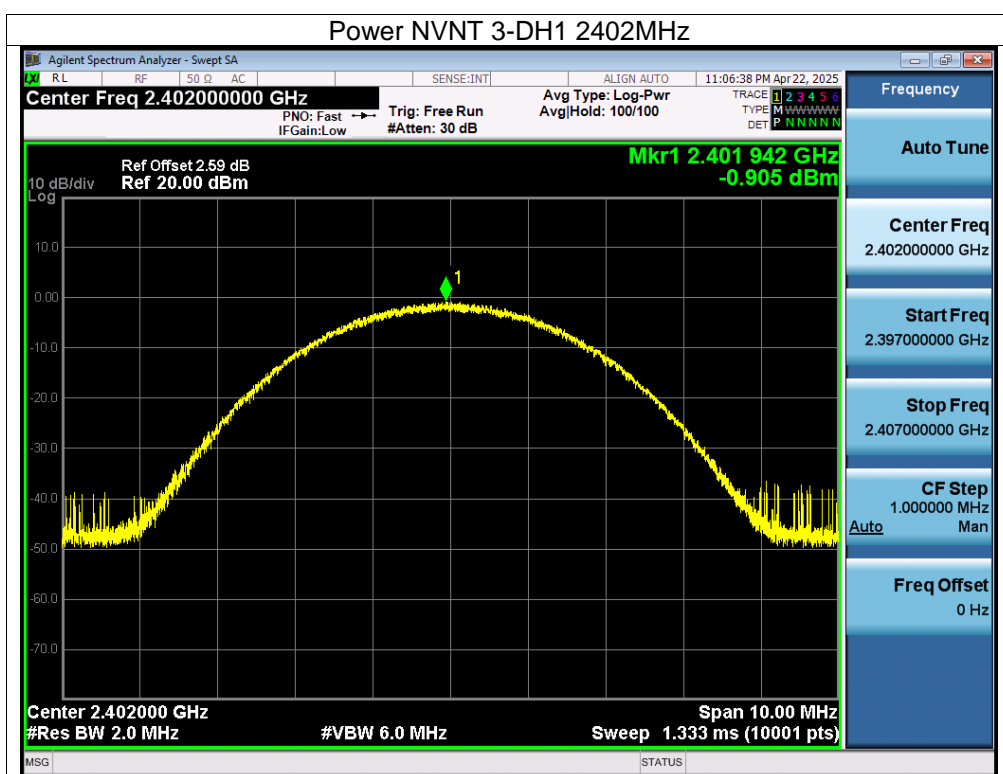 Power NVNT 3-DH1 2402MHz
Agilent Spectrum Analyzer - Swept SA
LXI RL RF 50 Ω AC SENSE:INT ALIGN AUTO 11:06:38 PM Apr 22, 2025
Center Freq 2.402000000 GHz
PNO: Fast
IFGain:Low
Trig: Free Run
#Atten: 30 dB
Avg Type: Log-Pwr
Avg|Hold: 100/100
TRACE 1 2 3 4 5 6
TYPE M WWWWW
DET P N N N N N
Mkr1 2.401 942 GHz
-0.905 dBm
Ref Offset 2.59 dB
10 dB/div Ref 20.00 dBm
Log
10.0
0.00
-10.0
-20.0
-30.0
-40.0
-50.0
-60.0
-70.0
1
Center 2.402000 GHz Span 10.00 MHz
#Res BW 2.0 MHz #VBW 6.0 MHz Sweep 1.333 ms (10001 pts)
MSG STATUS
Frequency
Auto Tune
Center Freq
2.402000000 GHz
Start Freq
2.397000000 GHz
Stop Freq
2.407000000 GHz
CF Step
1.000000 MHz
Auto Man
Freq Offset
0 Hz